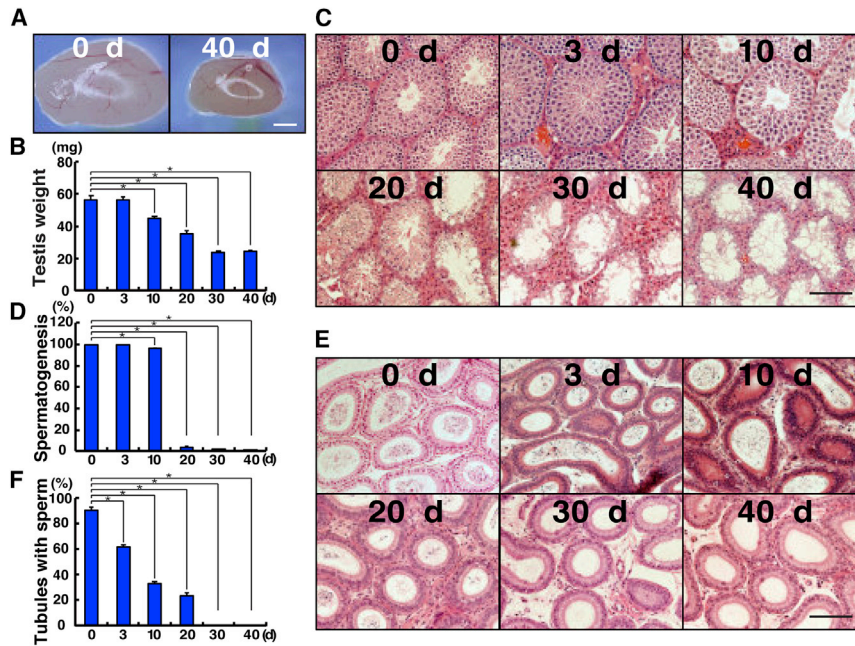 A
0 d
40 d
B
(mg)
Testis weight
80
60
40
20
0
* * * *
0 3 10 20 30 40 (d)
D
(%)
Spermatogenesis
120
100
80
60
40
20
0
* * * *
0 3 10 20 30 40 (d)
F
(%)
Tubules with sperm
100
80
60
40
20
0
* * * * *
0 3 10 20 30 40 (d)
C
0 d
3 d
10 d
20 d
30 d
40 d
E
0 d
3 d
10 d
20 d
30 d
40 d